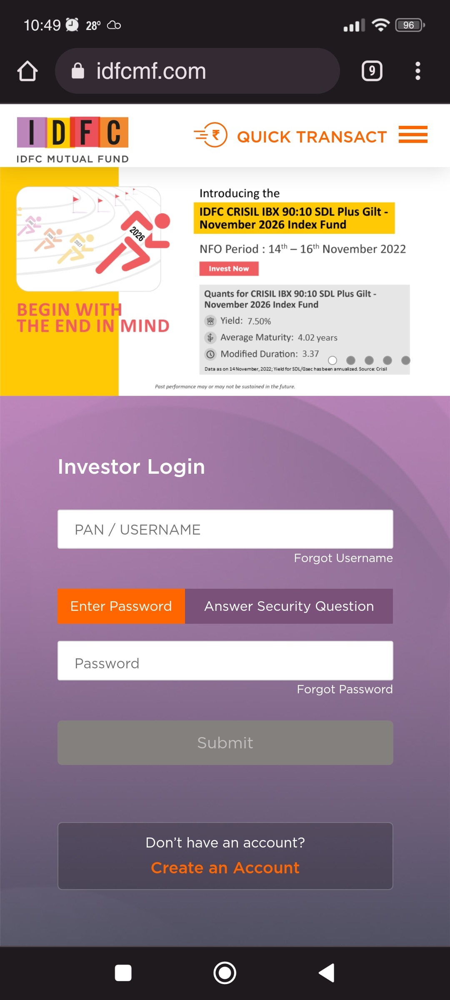 10:49 28°
96
idfcmf.com
9
IDFC
IDFC MUTUAL FUND
₹ QUICK TRANSACT
2026
2027
2028
BEGIN WITH
THE END IN MIND
Introducing the
IDFC CRISIL IBX 90:10 SDL Plus Gilt -
November 2026 Index Fund
NFO Period : 14th – 16th November 2022
Invest Now
Quants for CRISIL IBX 90:10 SDL Plus Gilt -
November 2026 Index Fund
Yield: 7.50%
Average Maturity: 4.02 years
Modified Duration: 3.37
Data as on 14 November, 2022; Yield for SDL/Gsec has been annualized. Source: Crisil
Past performance may or may not be sustained in the future.
Investor Login
PAN / USERNAME
Forgot Username
Enter Password
Answer Security Question
Password
Forgot Password
Submit
Don’t have an account?
Create an Account